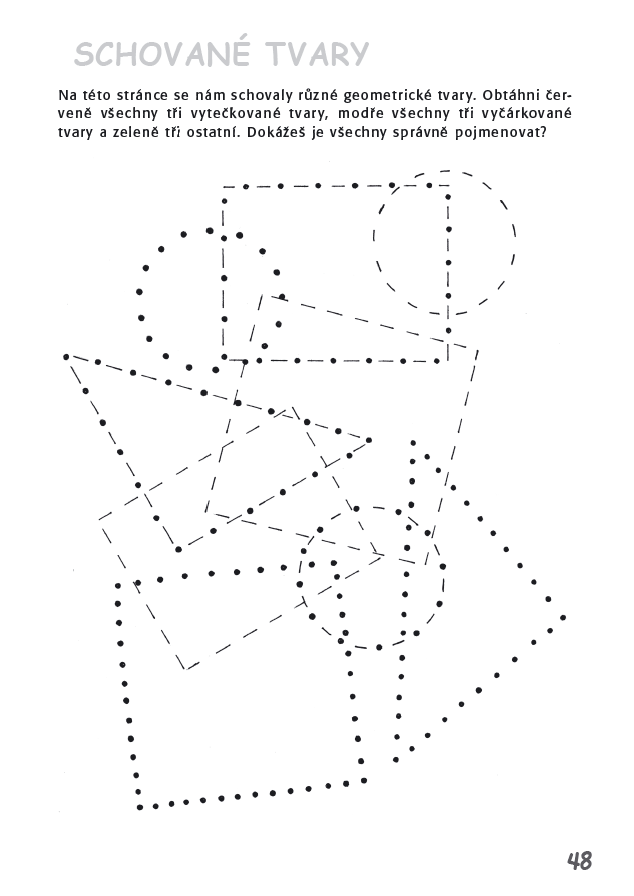 SCHOVANÉ TVARY
Na této stránce se nám schovaly různé geometrické tvary. Obtáhni čer-
veně všechny tři vytečkované tvary, modře všechny tři vyčárkované
tvary a zeleně tři ostatní. Dokážeš je všechny správně pojmenovat?
48